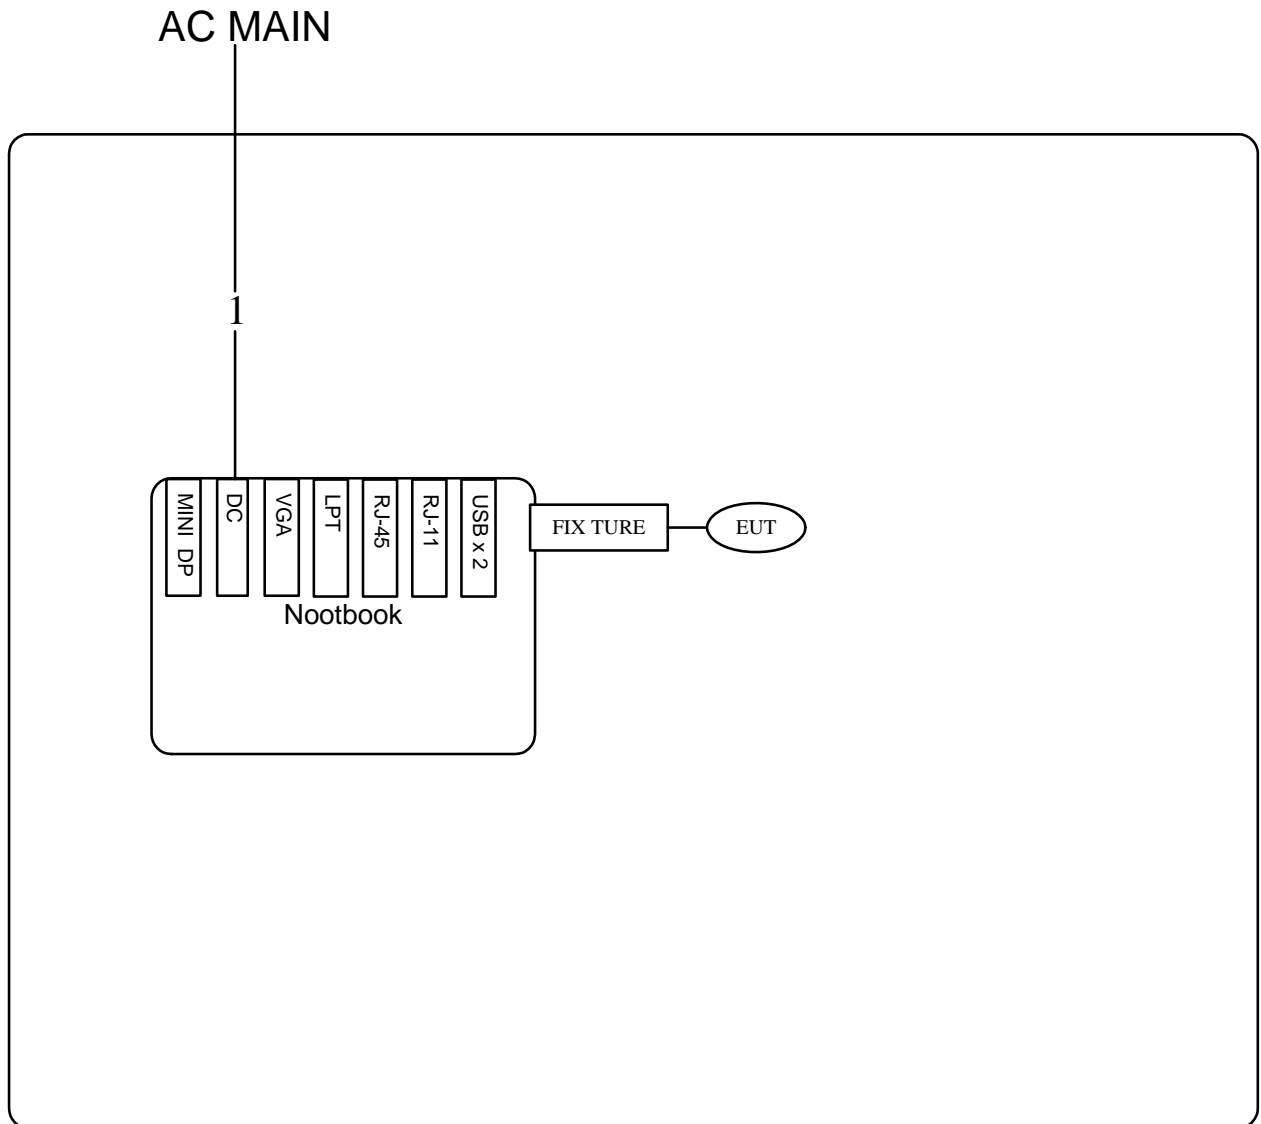 AC MAIN
1
MINI DP
DC
VGA
LPT
RJ-45
RJ-11
USB x 2
FIX TURE
EUT
Nootbook